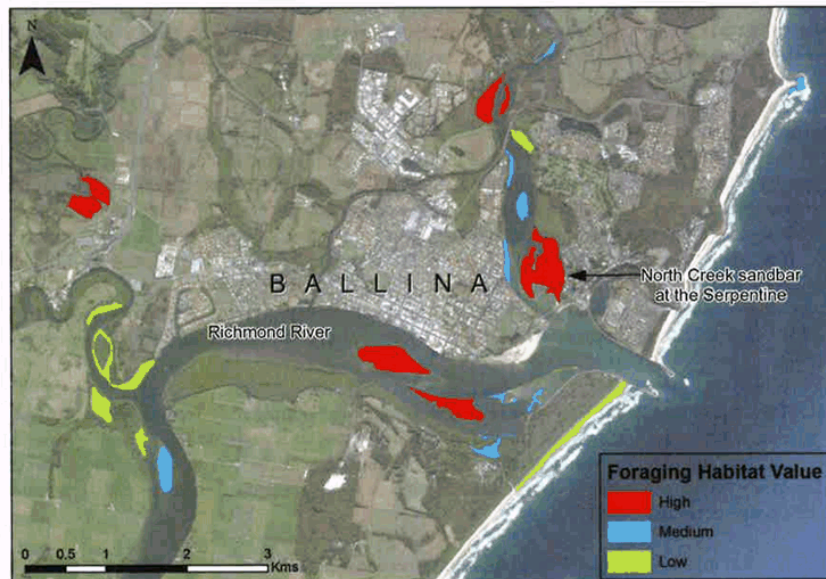 N
BALLINA
North Creek sandbar
at the Serpentine
Richmond River
Foraging Habitat Value
High
Medium
Low
0 0.5 1 2 3
Kms